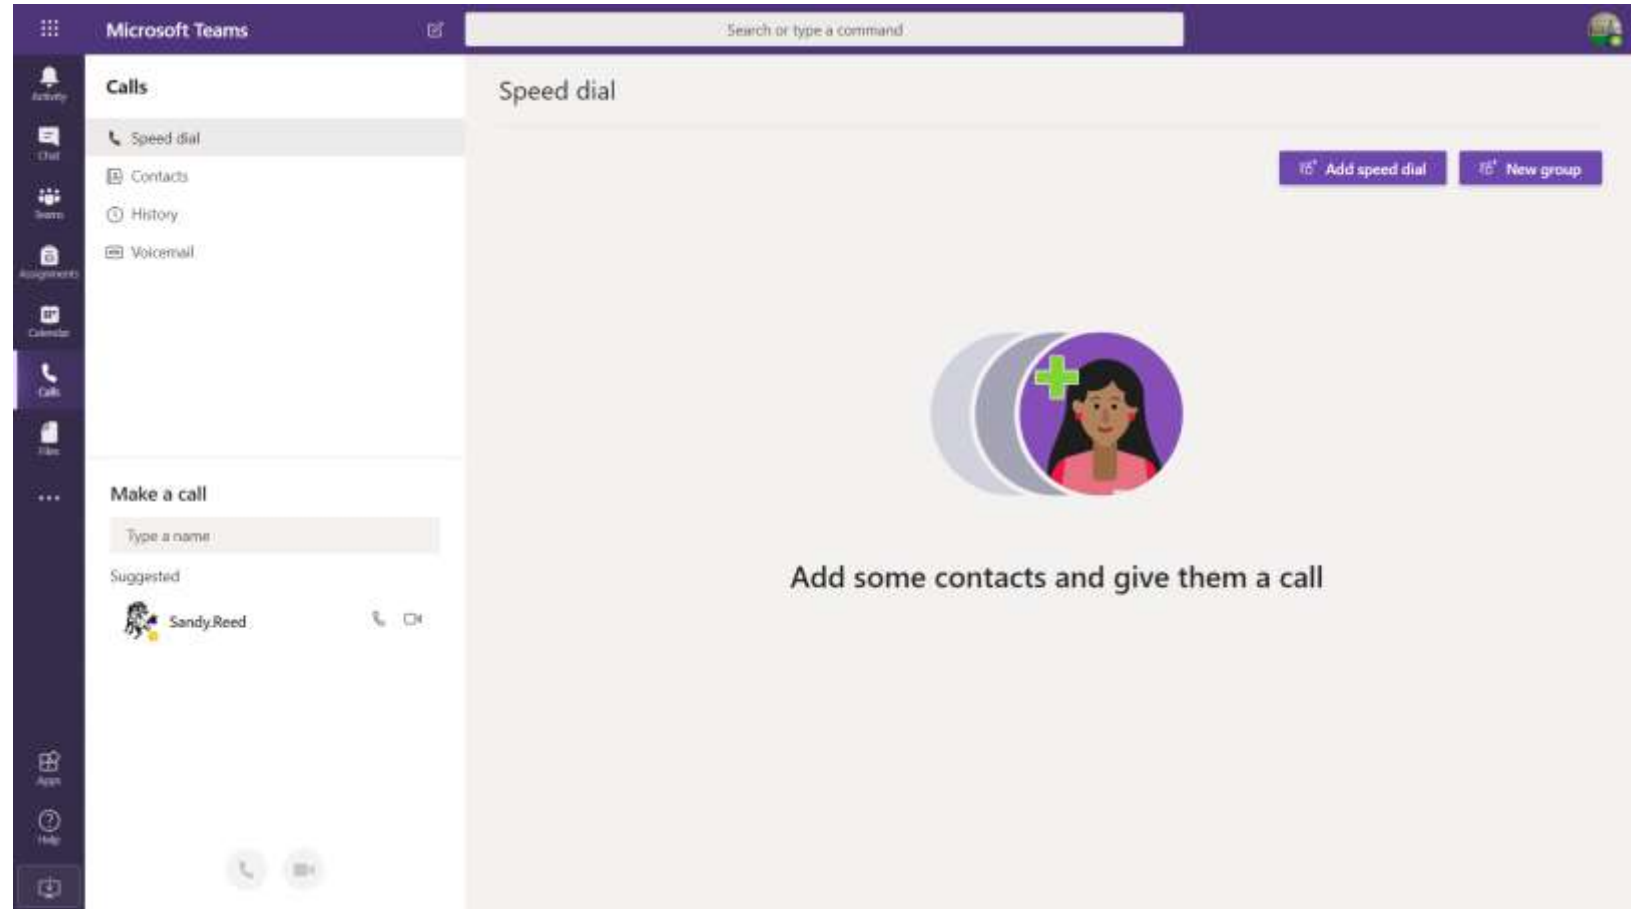 Microsoft Teams
Search or type a command
Activity
Chat
Teams
Assignments
Calendar
Calls
Files
Apps
Help
Calls
Speed dial
Contacts
History
Voicemail
Make a call
Type a name
Suggested
Sandy.Reed
Speed dial
Add speed dial
New group
Add some contacts and give them a call